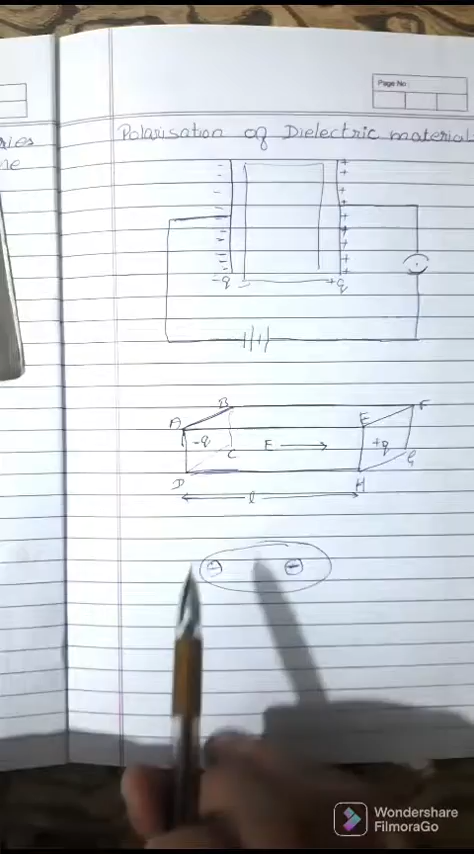 Page No
Polarisation of Dielectric material
-q +q
B F
A E
-q E +q
C G
D H
l
Wondershare
FilmoraGo